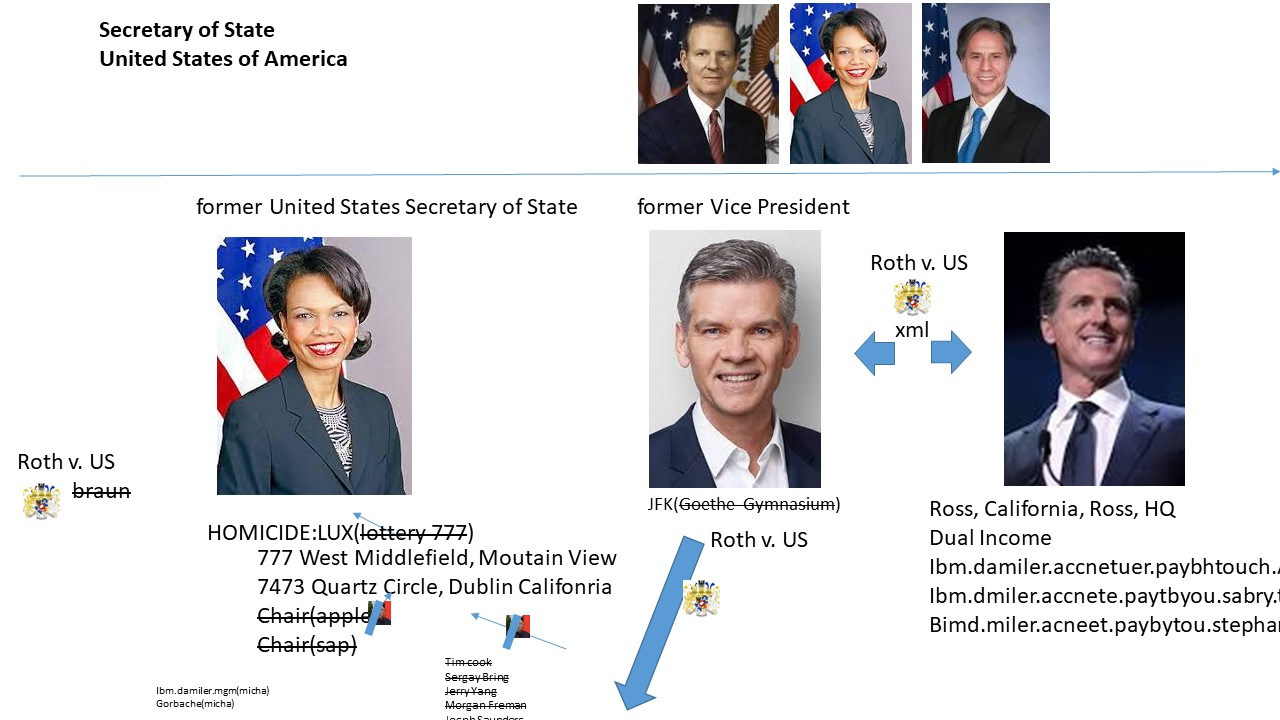 Secretary of State
United States of America
former United States Secretary of State
former Vice President
Roth v. US
xml
Roth v. US
braun
JFK(Goethe Gymnasium)
Roth v. US
HOMICIDE:LUX(lottery 777)
777 West Middlefield, Moutain View
7473 Quartz Circle, Dublin Califonria
Chair(apple
Chair(sap)
Ross, California, Ross, HQ
Dual Income
Ibm.damiler.accnetuer.paybhtouch.
Ibm.dmiler.accnete.paytbyou.sabry.
Bimd.miler.acneet.paybytou.stephan
Tim cook
Sergay Bring
Jerry Yang
Morgan Freman
Joseph Saunders
Ibm.damiler.mgm(micha)
Gorbache(micha)